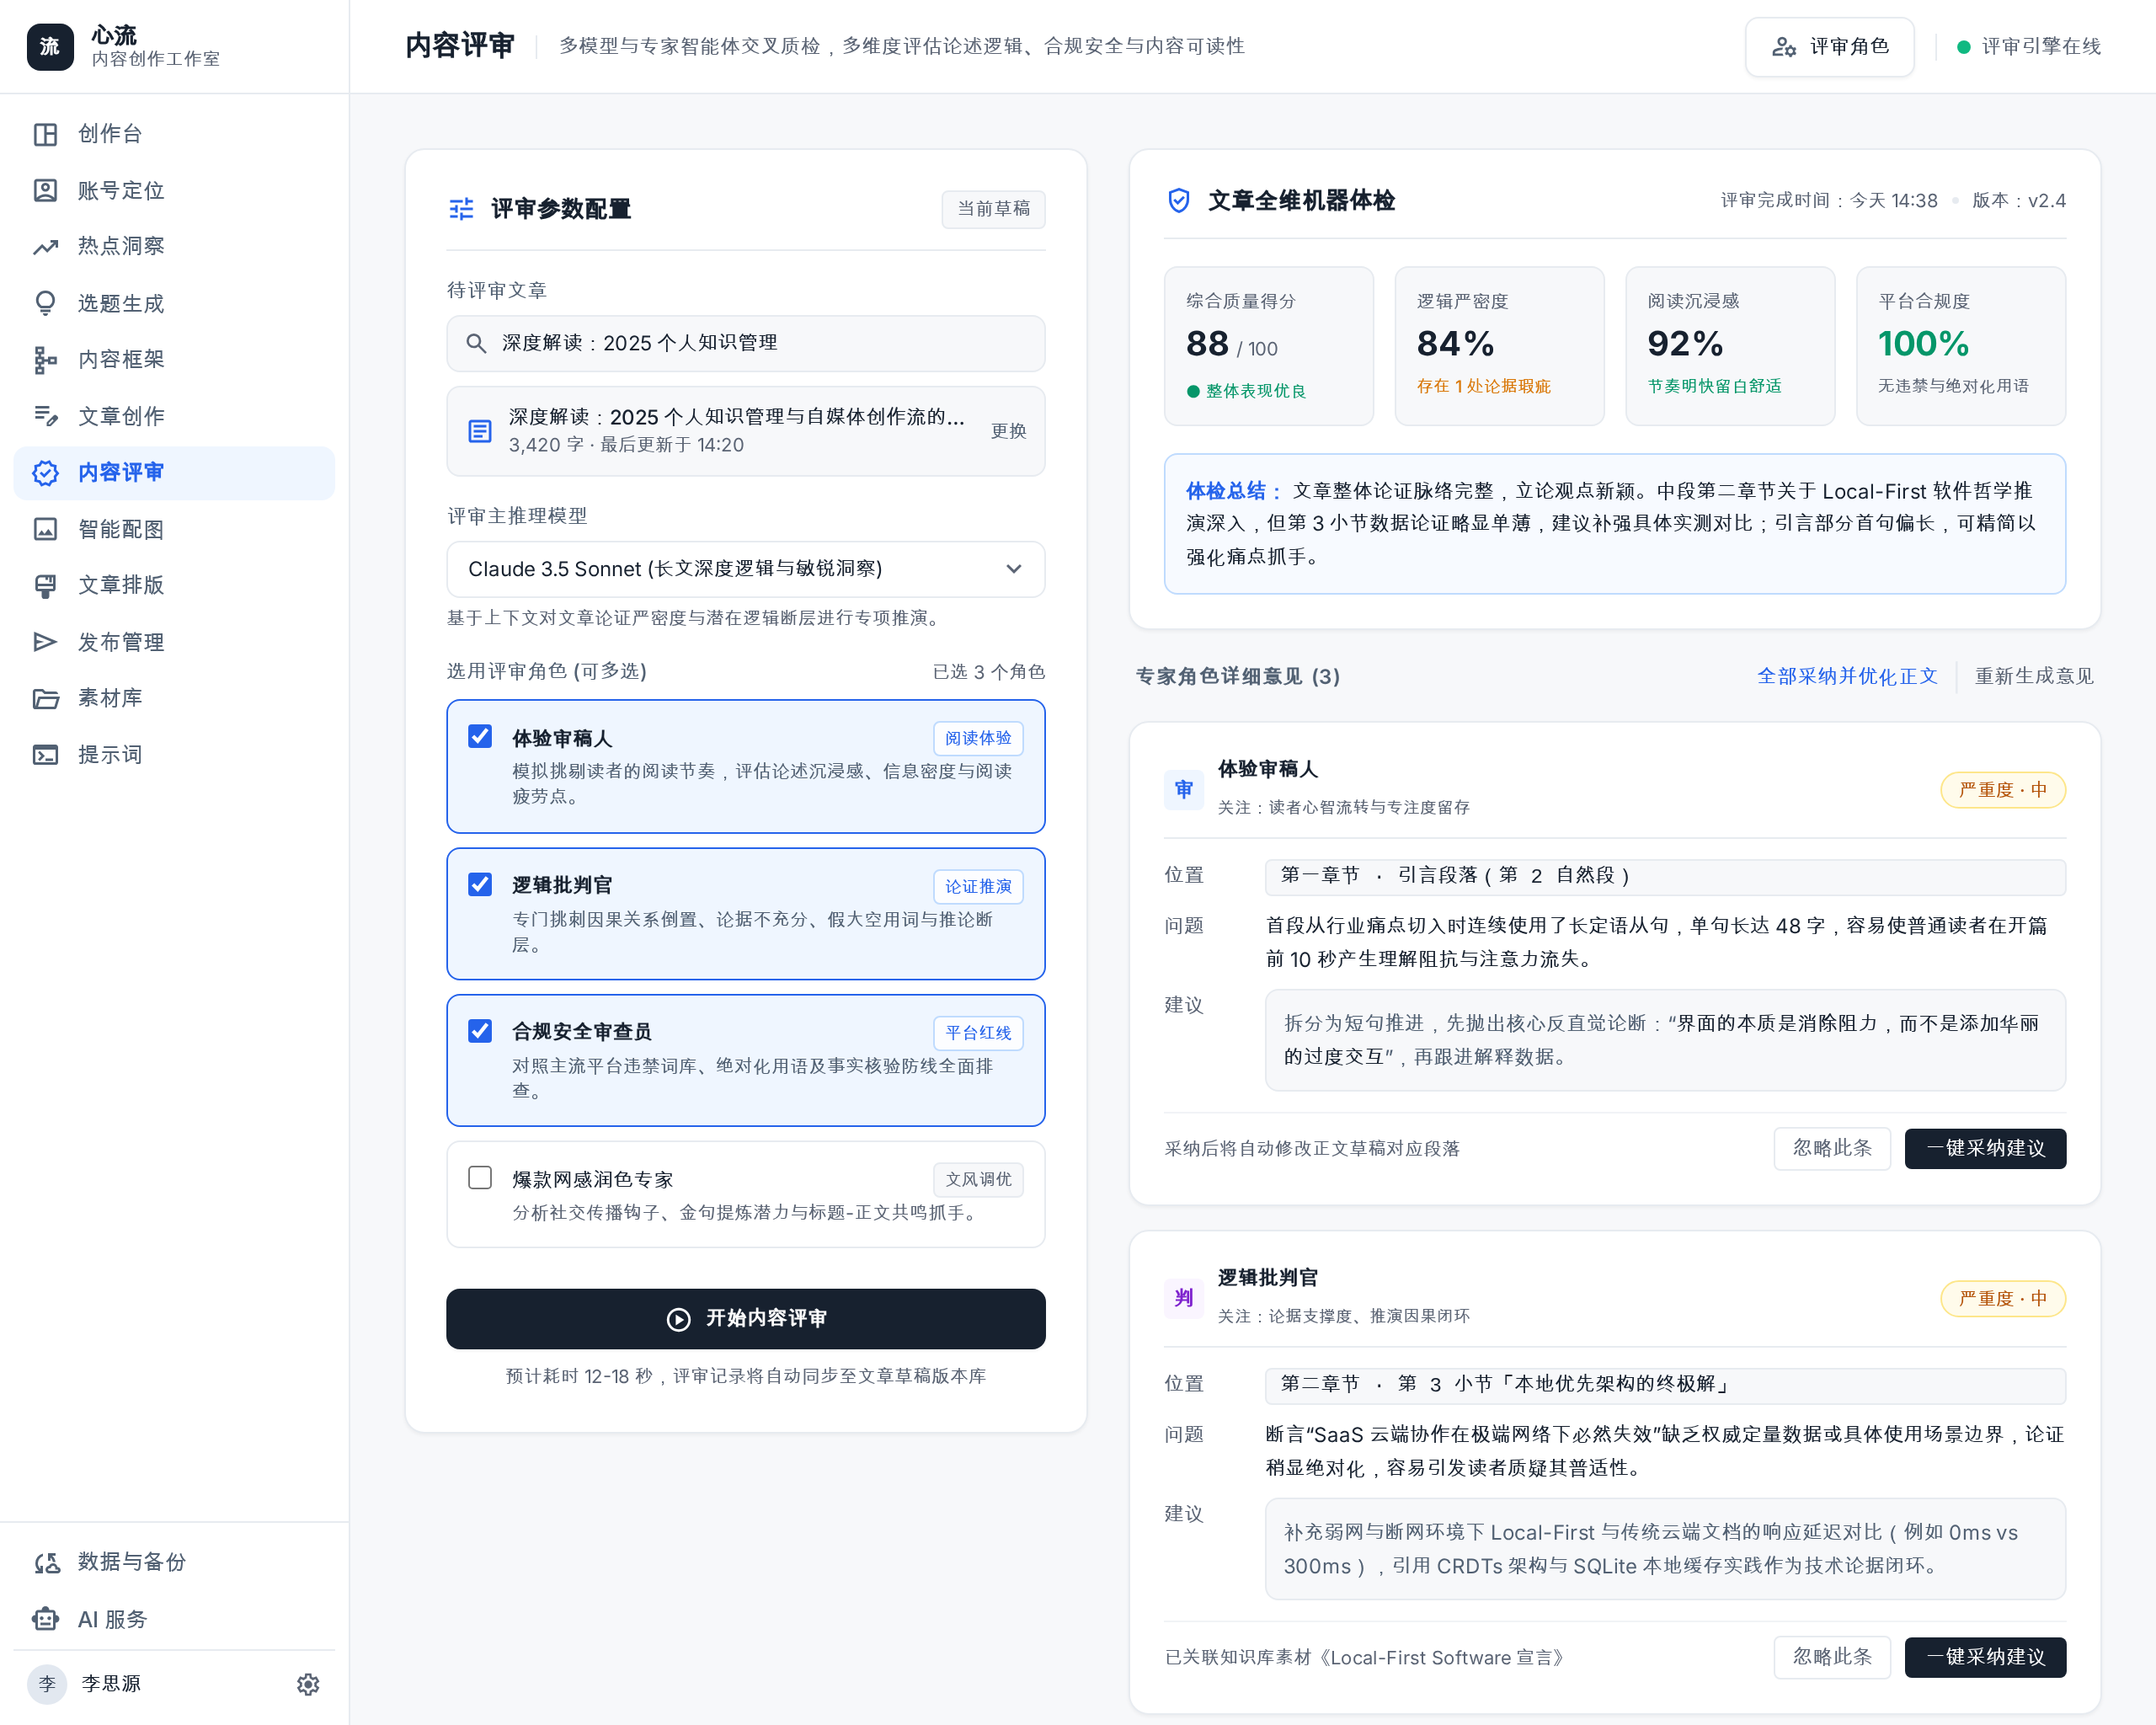 流
心流
内容创作工作室
创作台
账号定位
热点洞察
选题生成
内容框架
文章创作
内容评审
智能配图
文章排版
发布管理
素材库
提示词
数据与备份
AI 服务
李
李思源
内容评审
多模型与专家智能体交叉质检，多维度评估论述逻辑、合规安全与内容可读性
评审角色
评审引擎在线
评审参数配置
当前草稿
待评审文章
深度解读：2025 个人知识管理
深度解读：2025 个人知识管理与自媒体创作流的...
3,420 字 · 最后更新于 14:20
更换
评审主推理模型
Claude 3.5 Sonnet (长文深度逻辑与敏锐洞察)
基于上下文对文章论证严密度与潜在逻辑断层进行专项推演。
选用评审角色 (可多选)
已选 3 个角色
体验审稿人
阅读体验
模拟挑剔读者的阅读节奏，评估论述沉浸感、信息密度与阅读
疲劳点。
逻辑批判官
论证推演
专门挑刺因果关系倒置、论据不充分、假大空用词与推论断
层。
合规安全审查员
平台红线
对照主流平台违禁词库、绝对化用语及事实核验防线全面排
查。
爆款网感润色专家
文风调优
分析社交传播钩子、金句提炼潜力与标题-正文共鸣抓手。
开始内容评审
预计耗时 12-18 秒，评审记录将自动同步至文章草稿版本库
文章全维机器体检
评审完成时间：今天 14:38
版本：v2.4
综合质量得分
88 / 100
整体表现优良
逻辑严密度
84%
存在 1 处论据瑕疵
阅读沉浸感
92%
节奏明快留白舒适
平台合规度
100%
无违禁与绝对化用语
体检总结： 文章整体论证脉络完整，立论观点新颖。中段第二章节关于 Local-First 软件哲学推
演深入，但第 3 小节数据论证略显单薄，建议补强具体实测对比；引言部分首句偏长，可精简以
强化痛点抓手。
专家角色详细意见 (3)
全部采纳并优化正文
重新生成意见
审
体验审稿人
关注：读者心智流转与专注度留存
严重度 · 中
位置
第一章节 · 引言段落（第 2 自然段）
问题
首段从行业痛点切入时连续使用了长定语从句，单句长达 48 字，容易使普通读者在开篇
前 10 秒产生理解阻抗与注意力流失。
建议
拆分为短句推进，先抛出核心反直觉论断：“界面的本质是消除阻力，而不是添加华丽
的过度交互”，再跟进解释数据。
采纳后将自动修改正文草稿对应段落
忽略此条
一键采纳建议
判
逻辑批判官
关注：论据支撑度、推演因果闭环
严重度 · 中
位置
第二章节 · 第 3 小节「本地优先架构的终极解」
问题
断言“SaaS 云端协作在极端网络下必然失效”缺乏权威定量数据或具体使用场景边界，论证
稍显绝对化，容易引发读者质疑其普适性。
建议
补充弱网与断网环境下 Local-First 与传统云端文档的响应延迟对比（例如 0ms vs
300ms），引用 CRDTs 架构与 SQLite 本地缓存实践作为技术论据闭环。
已关联知识库素材《Local-First Software 宣言》
忽略此条
一键采纳建议